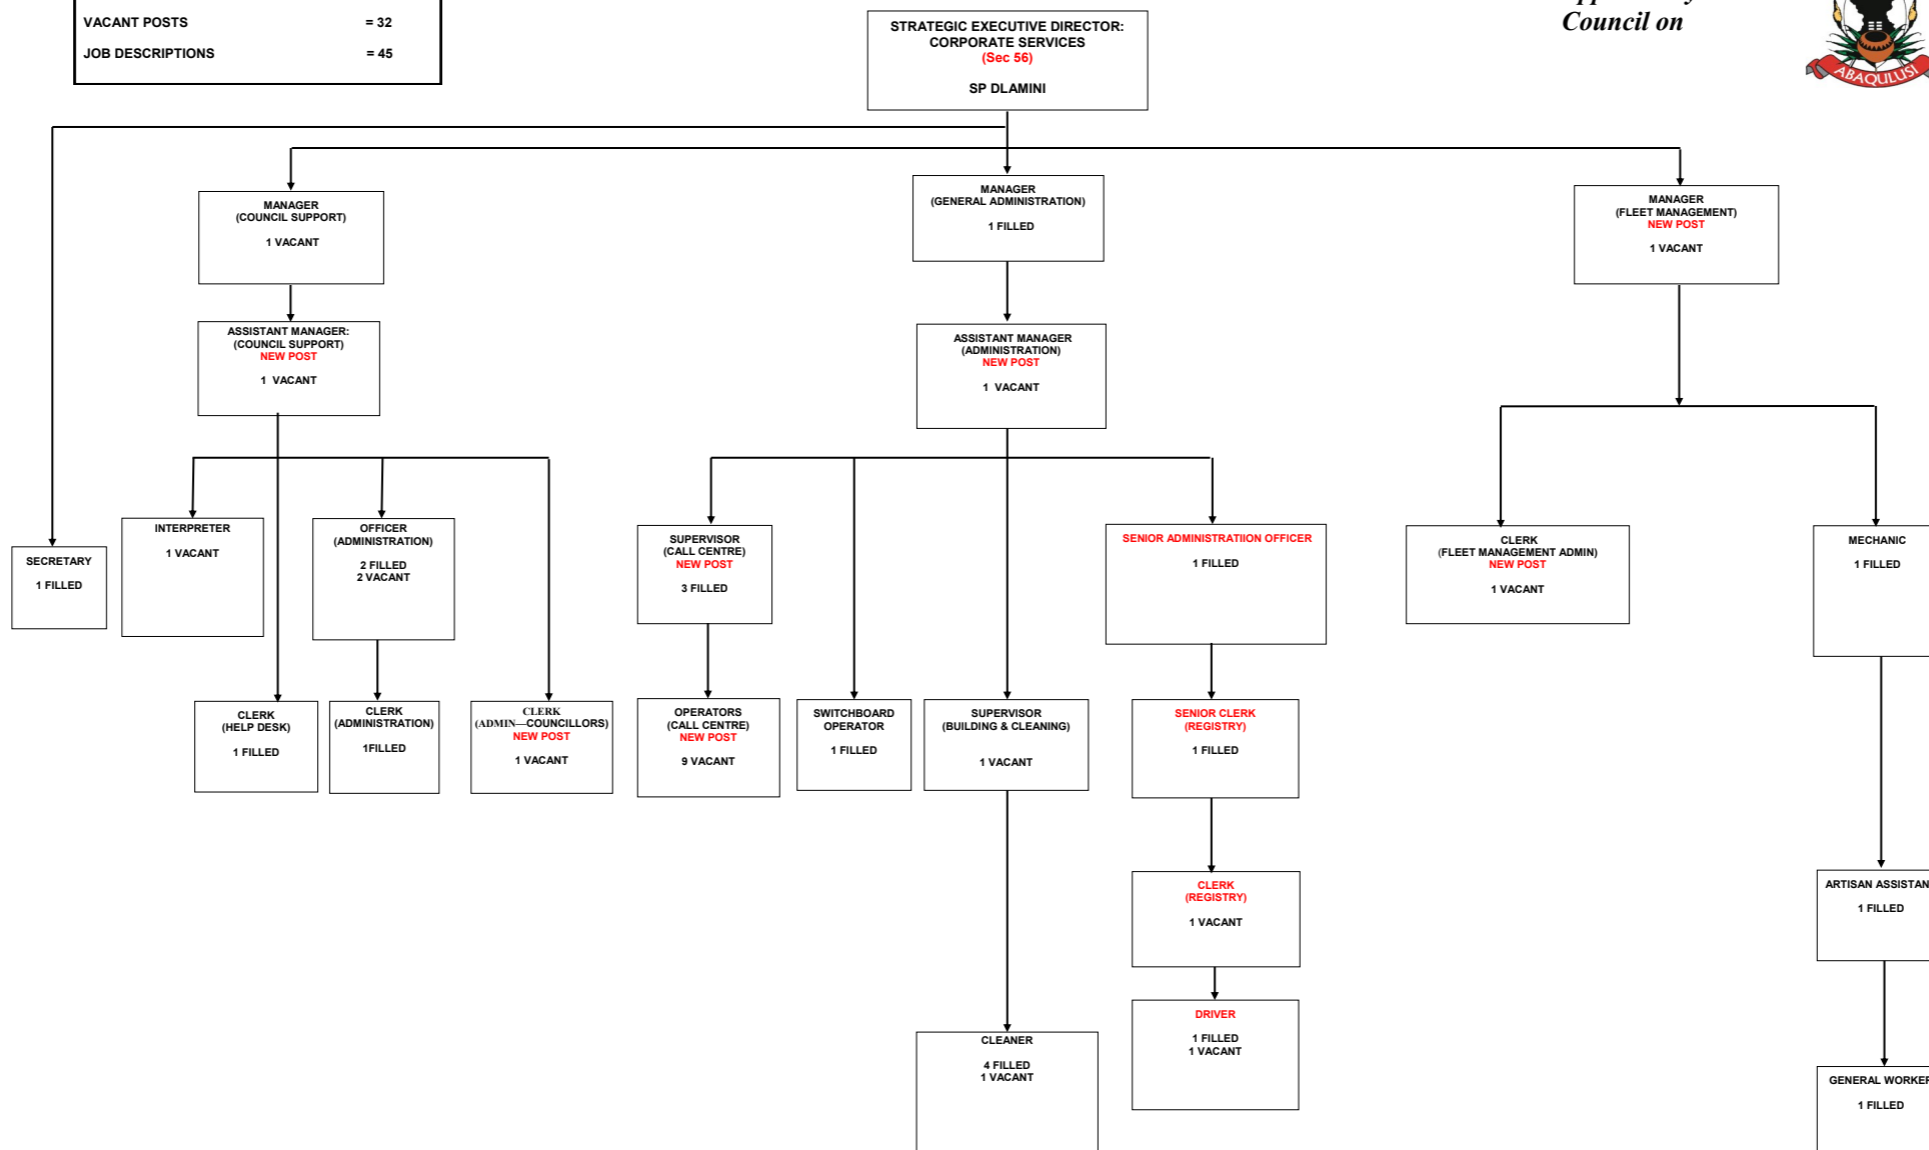 VACANT POSTS = 32
JOB DESCRIPTIONS = 45
Council on
ABAQULUSI
STRATEGIC EXECUTIVE DIRECTOR:
CORPORATE SERVICES
(Sec 56)
SP DLAMINI
MANAGER
(COUNCIL SUPPORT)
1 VACANT
MANAGER
(GENERAL ADMINISTRATION)
1 FILLED
MANAGER
(FLEET MANAGEMENT)
NEW POST
1 VACANT
ASSISTANT MANAGER:
(COUNCIL SUPPORT)
NEW POST
1 VACANT
ASSISTANT MANAGER
(ADMINISTRATION)
NEW POST
1 VACANT
SECRETARY
1 FILLED
INTERPRETER
1 VACANT
OFFICER
(ADMINISTRATION)
2 FILLED
2 VACANT
SUPERVISOR
(CALL CENTRE)
NEW POST
3 FILLED
SENIOR ADMINISTRATIION OFFICER
1 FILLED
CLERK
(FLEET MANAGEMENT ADMIN)
NEW POST
1 VACANT
MECHANIC
1 FILLED
CLERK
(HELP DESK)
1 FILLED
CLERK
(ADMINISTRATION)
1FILLED
CLERK
(ADMIN—COUNCILLORS)
NEW POST
1 VACANT
OPERATORS
(CALL CENTRE)
NEW POST
9 VACANT
SWITCHBOARD
OPERATOR
1 FILLED
SUPERVISOR
(BUILDING & CLEANING)
1 VACANT
SENIOR CLERK
(REGISTRY)
1 FILLED
CLERK
(REGISTRY)
1 VACANT
ARTISAN ASSISTAN
1 FILLED
DRIVER
1 FILLED
1 VACANT
CLEANER
4 FILLED
1 VACANT
GENERAL WORKER
1 FILLED